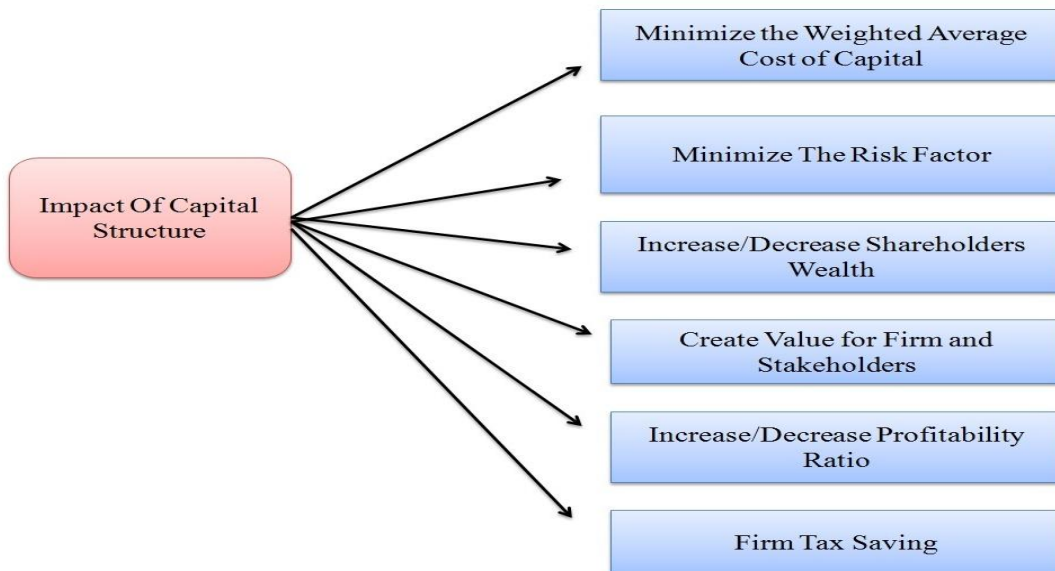 Impact Of Capital
Structure
Minimize the Weighted Average
Cost of Capital
Minimize The Risk Factor
Increase/Decrease Shareholders
Wealth
Create Value for Firm and
Stakeholders
Increase/Decrease Profitability
Ratio
Firm Tax Saving